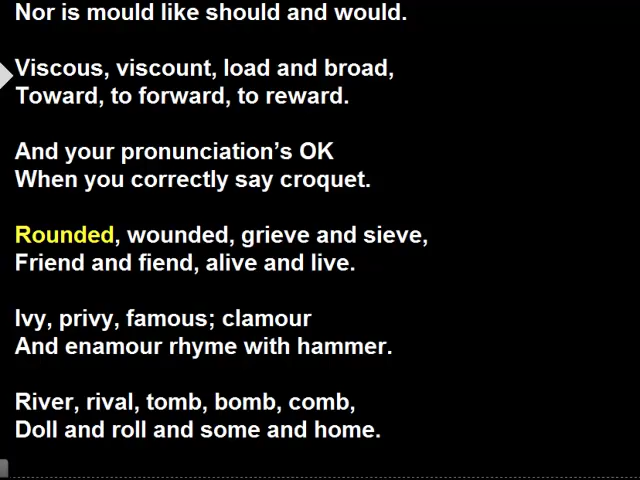 Nor is mould like should and would.
Viscous, viscount, load and broad,
Toward, to forward, to reward.
And your pronunciation’s OK
When you correctly say croquet.
Rounded, wounded, grieve and sieve,
Friend and fiend, alive and live.
Ivy, privy, famous; clamour
And enamour rhyme with hammer.
River, rival, tomb, bomb, comb,
Doll and roll and some and home.